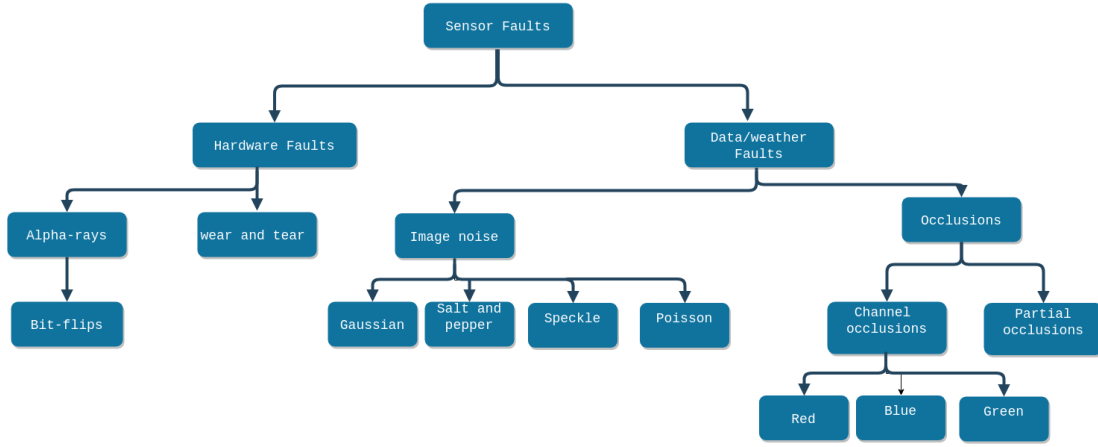 Sensor Faults
Hardware Faults
Data/weather
Faults
Alpha-rays
wear and tear
Image noise
Occlusions
Bit-flips
Gaussian
Salt and
pepper
Speckle
Poisson
Channel
occlusions
Partial
occlusions
Red
Blue
Green